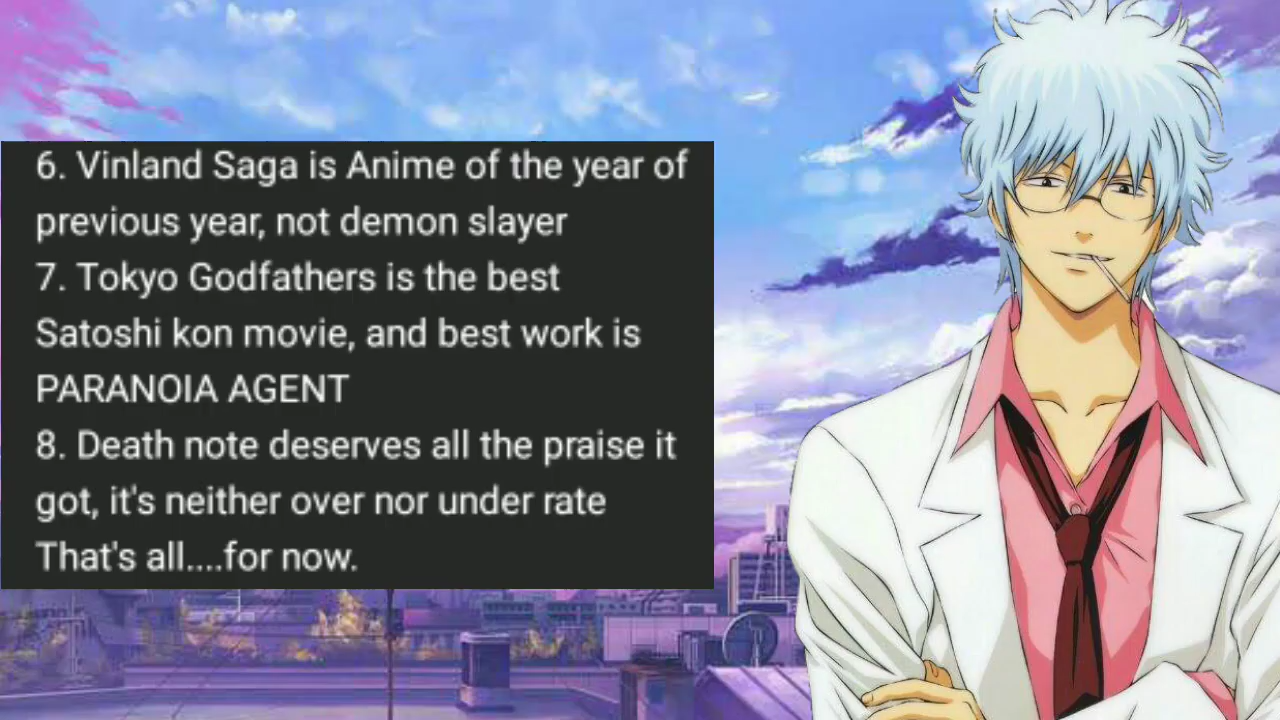 6. Vinland Saga is Anime of the year of
previous year, not demon slayer
7. Tokyo Godfathers is the best
Satoshi kon movie, and best work is
PARANOIA AGENT
8. Death note deserves all the praise it
got, it's neither over nor under rate
That's all....for now.